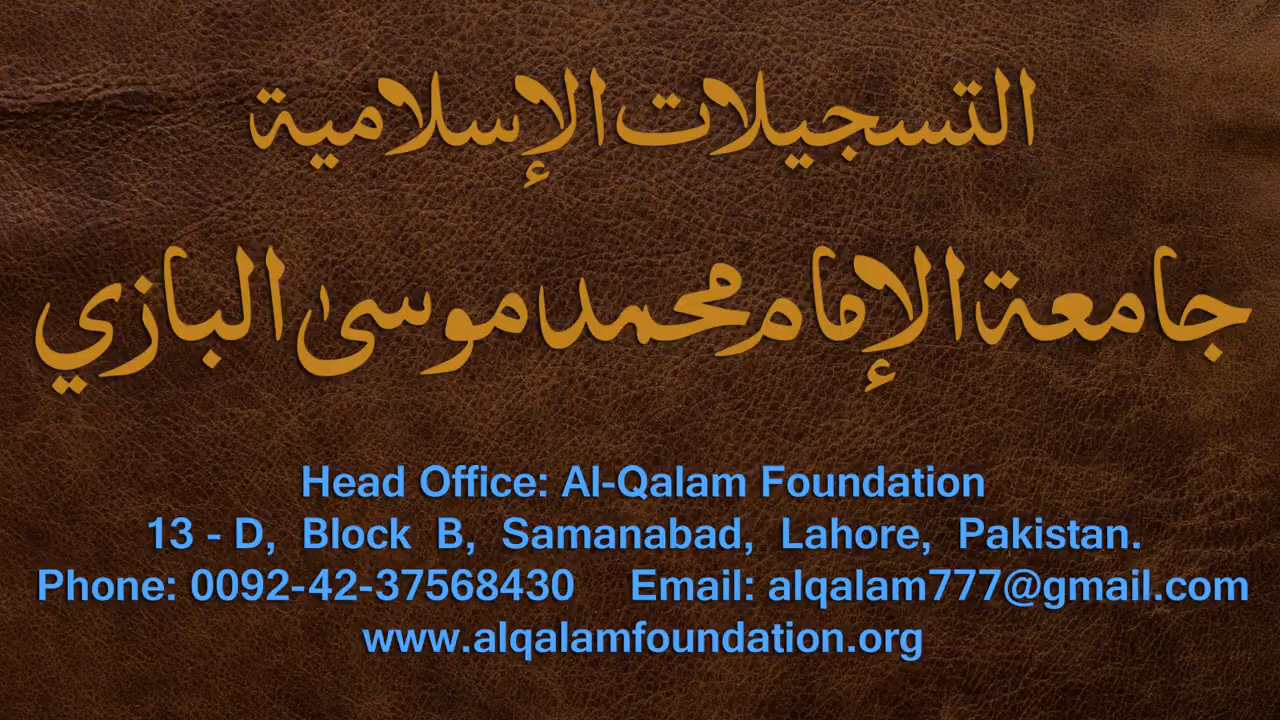 التسجيلات الإسلامية
جامعة الإمام محمد موسىٰ البازي
Head Office: Al-Qalam Foundation
13 - D, Block B, Samanabad, Lahore, Pakistan.
Phone: 0092-42-37568430 Email: alqalam777@gmail.com
www.alqalamfoundation.org